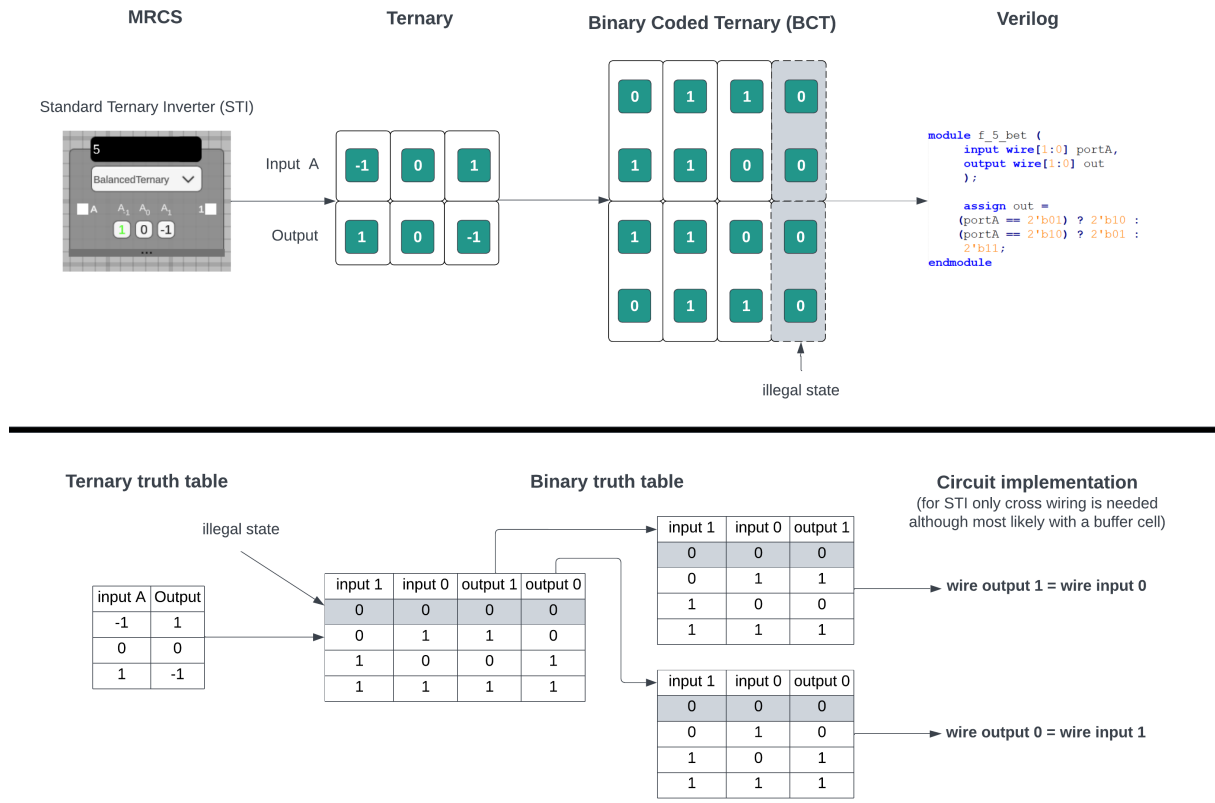 MRCS
Ternary
Binary Coded Ternary (BCT)
Verilog
Standard Ternary Inverter (STI)
5
BalancedTernary
A A1 A0 A1 1
1 0 -1
Input A
-1 0 1
Output
1 0 -1
0 1 1 0
1 1 0 0
1 1 0 0
0 1 1 0
illegal state
module f_5_bet (
input wire[1:0] portA,
output wire[1:0] out
);
assign out =
(portA == 2'b01) ? 2'b10 :
(portA == 2'b10) ? 2'b01 :
2'b11;
endmodule
Ternary truth table
illegal state
input A Output
-1 1
0 0
1 -1
Binary truth table
input 1 input 0 output 1 output 0
0 0 0 0
0 1 1 0
1 0 0 1
1 1 1 1
input 1 input 0 output 1
0 0 0
0 1 1
1 0 0
1 1 1
input 1 input 0 output 0
0 0 0
0 1 0
1 0 1
1 1 1
Circuit implementation
(for STI only cross wiring is needed
although most likely with a buffer cell)
wire output 1 = wire input 0
wire output 0 = wire input 1